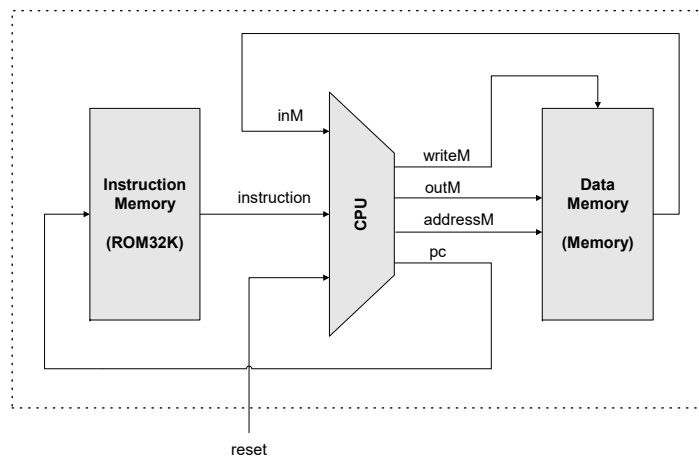 inM
Instruction
Memory
(ROM32K)
instruction
CPU
writeM
outM
addressM
pc
Data
Memory
(Memory)
reset